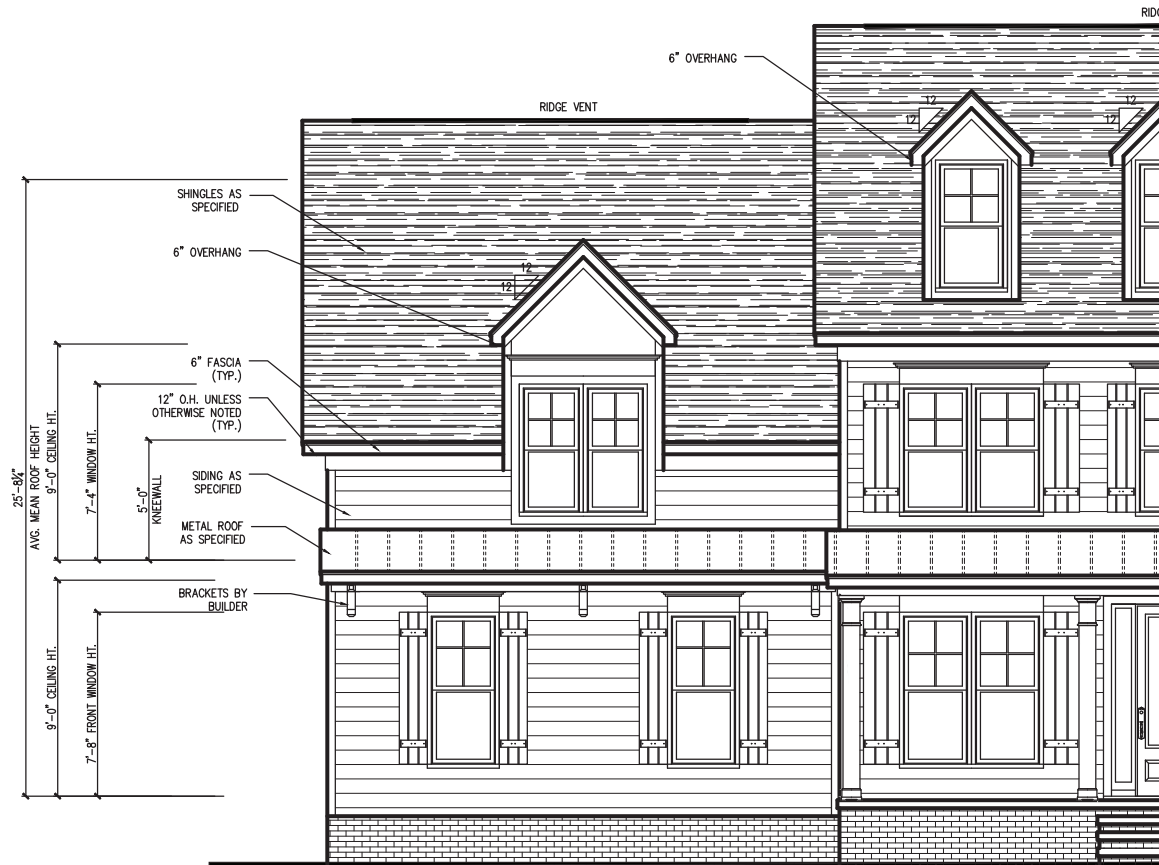 RIDG
6" OVERHANG
12
12
12
12
RIDGE VENT
SHINGLES AS
SPECIFIED
6" OVERHANG
12
12
6" FASCIA
(TYP.)
12" O.H. UNLESS
OTHERWISE NOTED
(TYP.)
SIDING AS
SPECIFIED
METAL ROOF
AS SPECIFIED
BRACKETS BY
BUILDER
25'-8¼"
AVG. MEAN ROOF HEIGHT
9'-0" CEILING HT.
7'-4" WINDOW HT.
5'-0"
KNEEWALL
9'-0" CEILING HT.
7'-8" FRONT WINDOW HT.